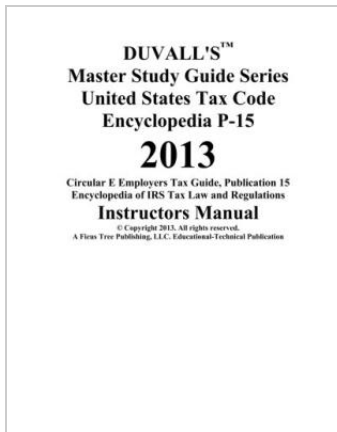 DUVALL'S™
Master Study Guide Series
United States Tax Code
Encyclopedia P-15
2013
Circular E Employers Tax Guide, Publication 15
Encyclopedia of IRS Tax Law and Regulations
Instructors Manual
© Copyright 2013. All rights reserved.
A Ficus Tree Publishing, LLC. Educational-Technical Publication